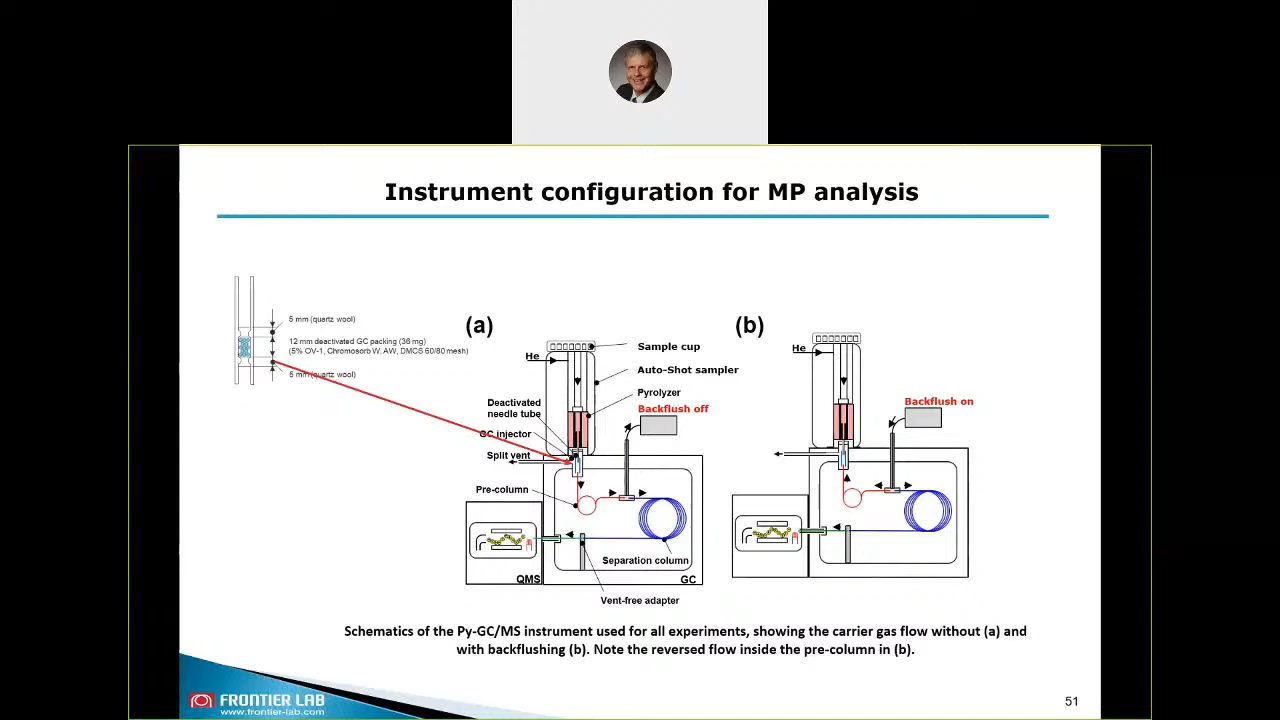 Instrument configuration for MP analysis
5 mm (quartz wool)
12 mm deactivated GC packing (36 mg)
(5% OV-1, Chromosorb W, AW, DMCS 60/80 mesh)
5 mm (quartz wool)
(a)
He
Sample cup
Auto-Shot sampler
Pyrolyzer
Backflush off
Deactivated
needle tube
GC injector
Split vent
Pre-column
Separation column
QMS
GC
Vent-free adapter
(b)
He
Backflush on
Schematics of the Py-GC/MS instrument used for all experiments, showing the carrier gas flow without (a) and
with backflushing (b). Note the reversed flow inside the pre-column in (b).
FRONTIER LAB
www.frontier-lab.com
51